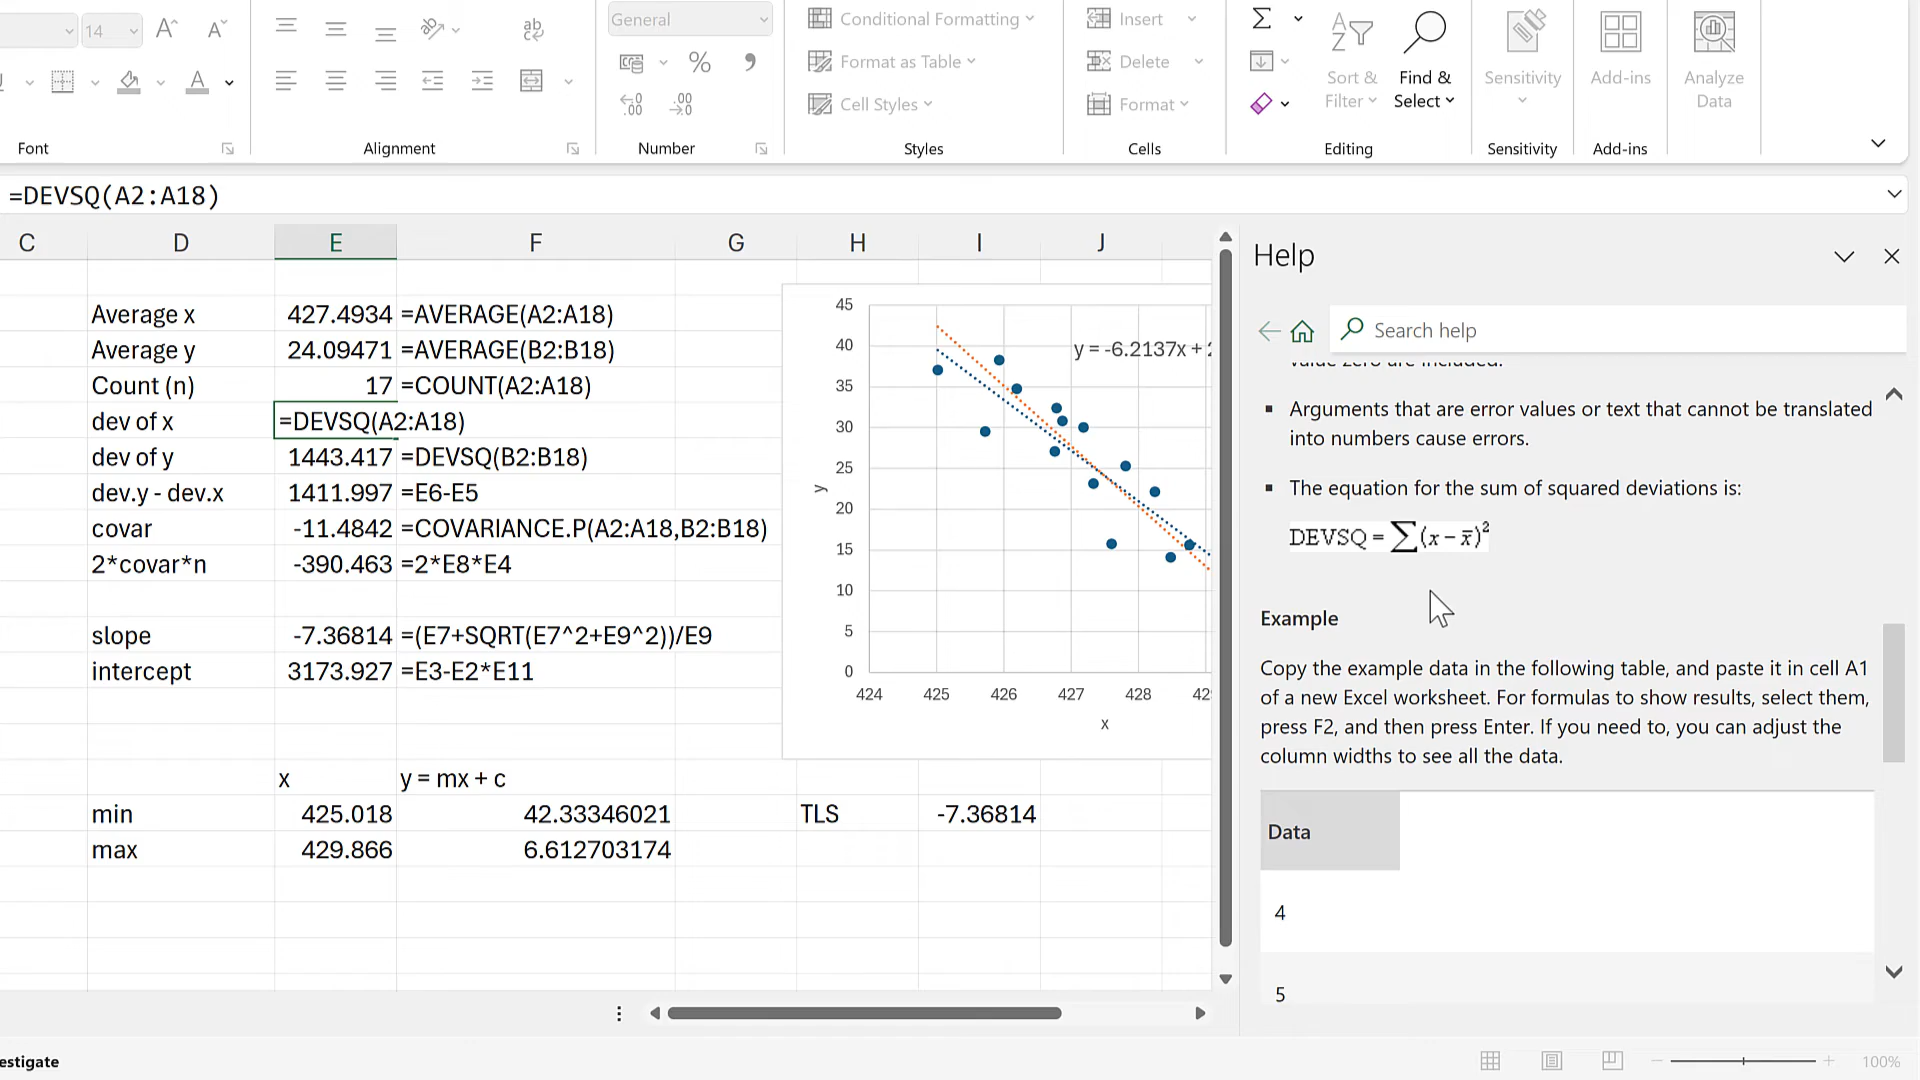 General
14
Conditional Formatting
Format as Table
Cell Styles
Insert
Delete
Format
Sort &
Filter
Find &
Select
Sensitivity
Add-ins
Analyze
Data
Font
Alignment
Number
Styles
Cells
Editing
Sensitivity
Add-ins
=DEVSQ(A2:A18)
C D E F G H I J
Average x 427.4934 =AVERAGE(A2:A18)
Average y 24.09471 =AVERAGE(B2:B18)
Count (n) 17 =COUNT(A2:A18)
dev of x =DEVSQ(A2:A18)
dev of y 1443.417 =DEVSQ(B2:B18)
dev.y - dev.x 1411.997 =E6-E5
covar -11.4842 =COVARIANCE.P(A2:A18,B2:B18)
2*covar*n -390.463 =2*E8*E4
slope -7.36814 =(E7+SQRT(E7^2+E9^2))/E9
intercept 3173.927 =E3-E2*E11
x y = mx + c
min 425.018 42.33346021 TLS -7.36814
max 429.866 6.612703174
45
40
35
30
25
20
15
10
5
0
y
y = -6.2137x +
424 425 426 427 428
x
Help
Search help
value zero are included.
Arguments that are error values or text that cannot be translated
into numbers cause errors.
The equation for the sum of squared deviations is:
DEVSQ = ∑(x − x̄)²
Example
Copy the example data in the following table, and paste it in cell A1
of a new Excel worksheet. For formulas to show results, select them,
press F2, and then press Enter. If you need to, you can adjust the
column widths to see all the data.
Data
4
5
estigate
100%